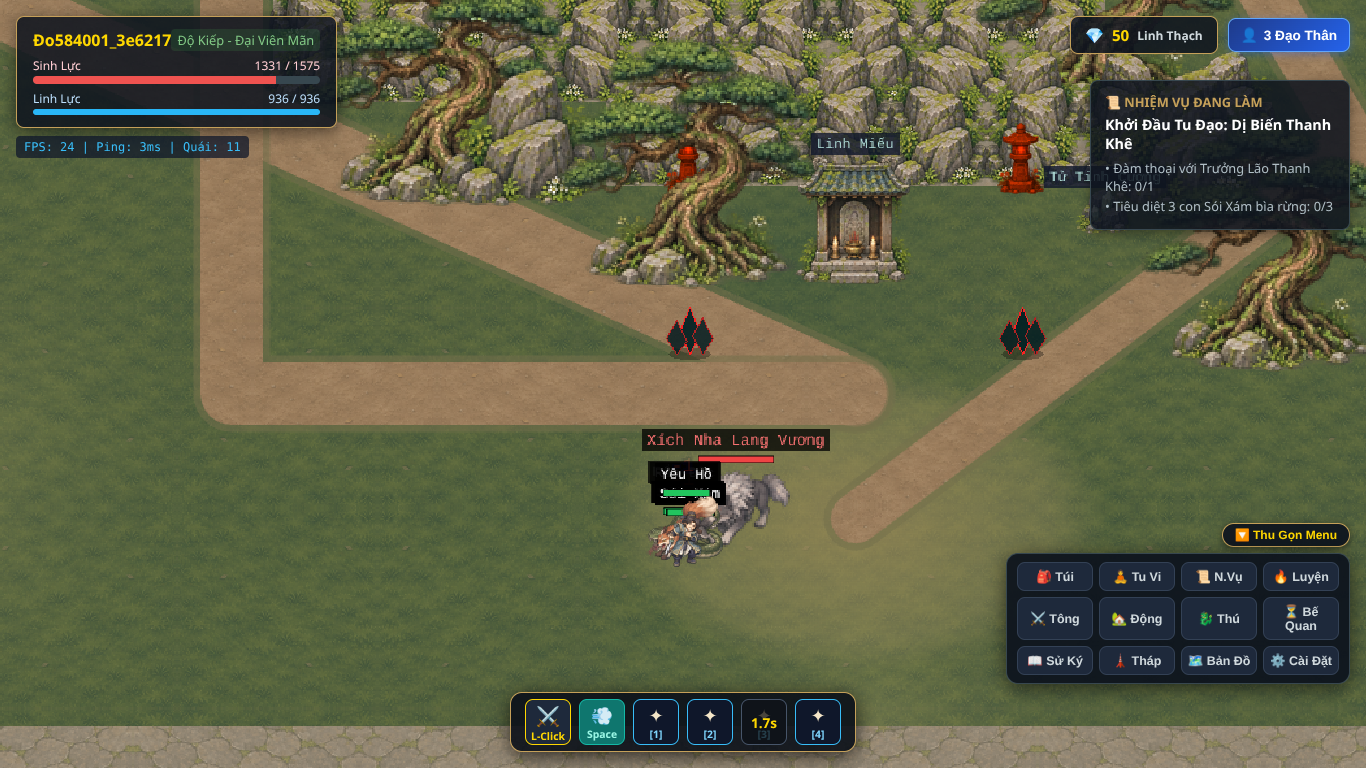 Đo584001_3e6217 Độ Kiếp - Đại Viên Mãn
Sinh Lực 1331 / 1575
Linh Lực 936 / 936
FPS: 24 | Ping: 3ms | Quái: 11
50 Linh Thạch
3 Đạo Thân
NHIỆM VỤ ĐANG LÀM
Khởi Đầu Tu Đạo: Dị Biến Thanh
Khê
• Đàm thoại với Trưởng Lão Thanh
Khê: 0/1
• Tiêu diệt 3 con Sói Xám bìa rừng: 0/3
Linh Miếu
Xích Nha Lang Vương
Yêu Hồ
Thu Gọn Menu
Túi
Tu Vi
N.Vụ
Luyện
Tông
Động
Thú
Bế
Quan
Sử Ký
Tháp
Bản Đồ
Cài Đặt
L-Click
Space
[1]
[2]
1.7s
[3]
[4]